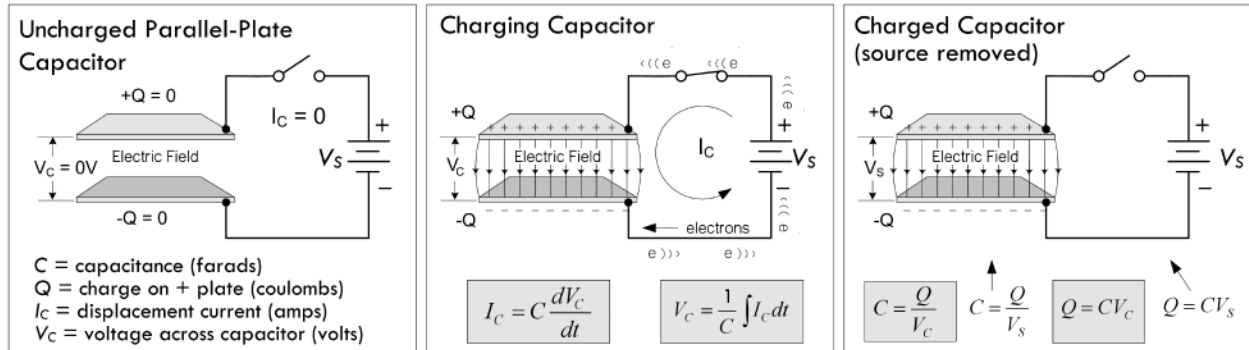 Uncharged Parallel-Plate
Capacitor
+Q = 0
I_C = 0
V_C = 0V
Electric Field
+
V_S
−
-Q = 0
C = capacitance (farads)
Q = charge on + plate (coulombs)
I_C = displacement current (amps)
V_C = voltage across capacitor (volts)
Charging Capacitor
(((e (((e
(((e
+Q
+ + + + + + + + +
V_C
Electric Field
I_C
+
V_S
−
(((e
-Q
− − − − − − − − − − −
electrons
e))) e)))
I_C = C dV_C/dt
V_C = 1/C ∫ I_C dt
Charged Capacitor
(source removed)
+Q
+ + + + + + + + +
V_S
Electric Field
+
V_S
−
-Q
− − − − − − − − − − −
C = Q/V_C
C = Q/V_S
Q = CV_C
Q = CV_S